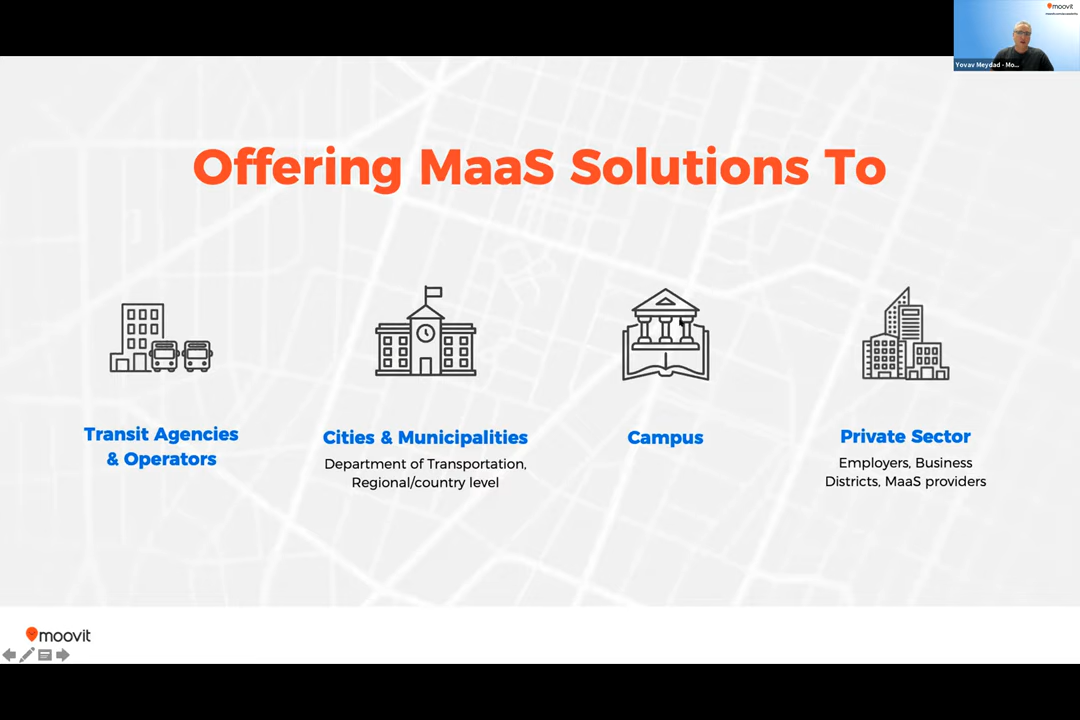 moovit
Yovav Meydad - Mo...
Offering MaaS Solutions To
Transit Agencies
& Operators
Cities & Municipalities
Department of Transportation,
Regional/country level
Campus
Private Sector
Employers, Business
Districts, MaaS providers
moovit